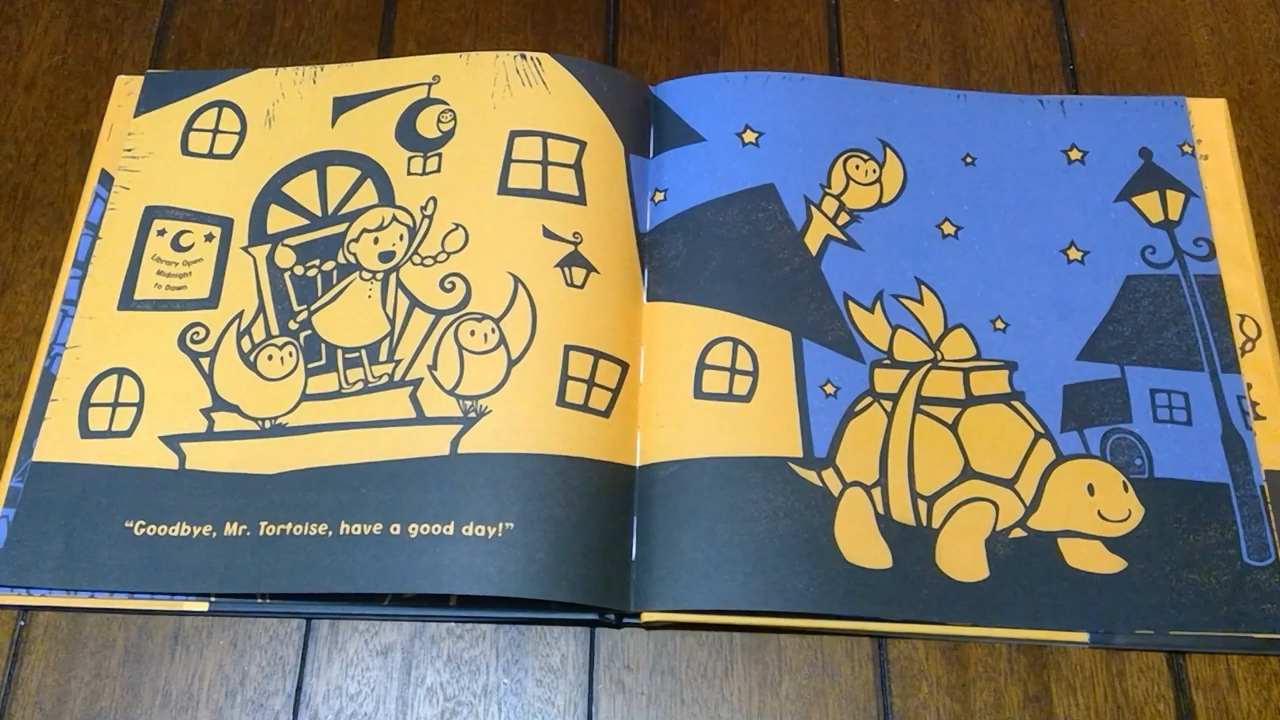 Library Open
Midnight
to Dawn
“Goodbye, Mr. Tortoise, have a good day!”